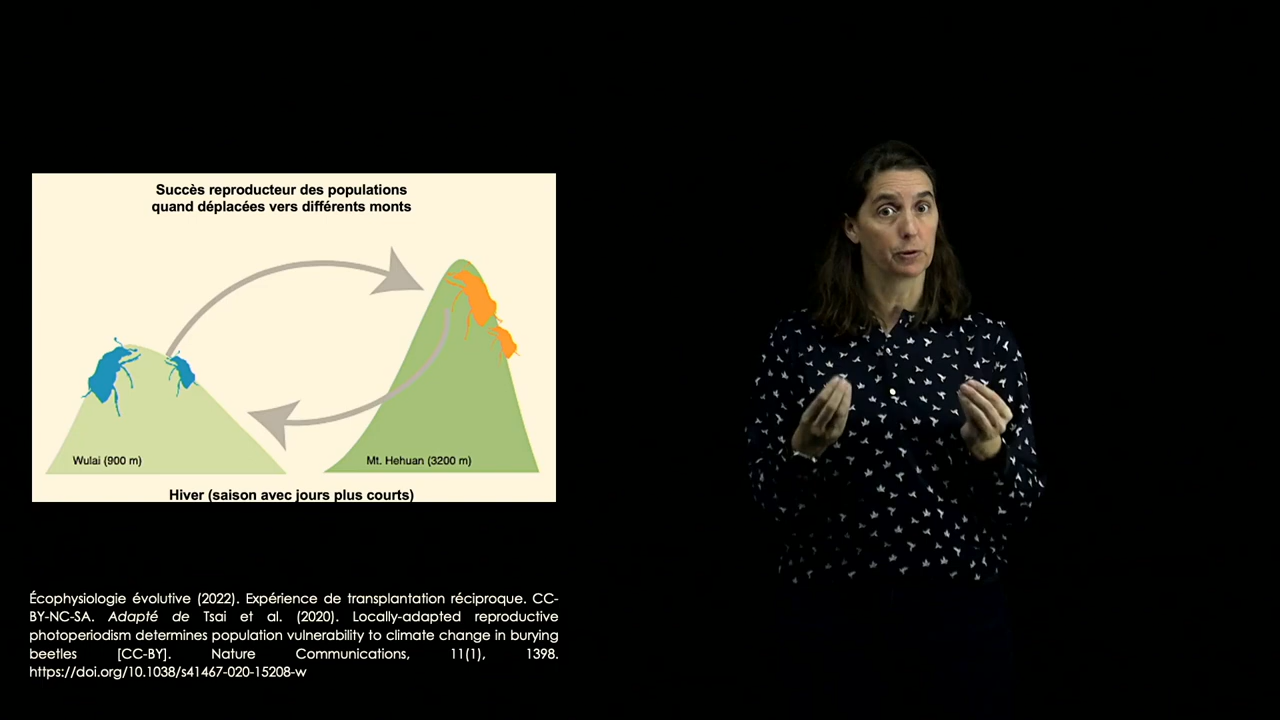 Succès reproducteur des populations
quand déplacées vers différents monts
Wulai (900 m)
Mt. Hehuan (3200 m)
Hiver (saison avec jours plus courts)
Écophysiologie évolutive (2022). Expérience de transplantation réciproque. CC-
BY-NC-SA. Adapté de Tsai et al. (2020). Locally-adapted reproductive
photoperiodism determines population vulnerability to climate change in burying
beetles [CC-BY]. Nature Communications, 11(1), 1398.
https://doi.org/10.1038/s41467-020-15208-w